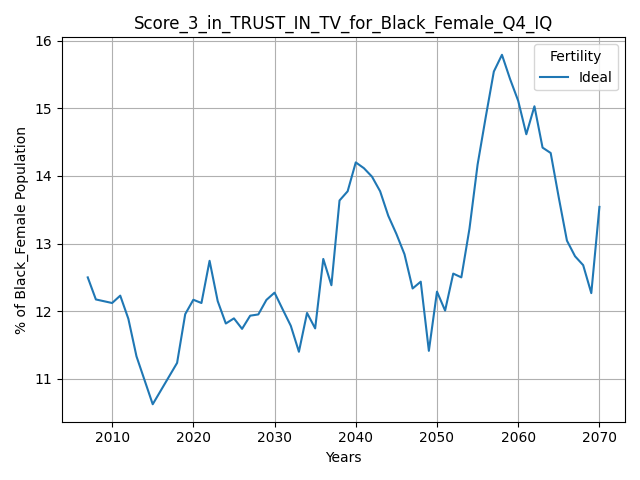 Score_3_in_TRUST_IN_TV_for_Black_Female_Q4_IQ
Fertility
Ideal
% of Black_Female Population
16
15
14
13
12
11
2010 2020 2030 2040 2050 2060 2070
Years